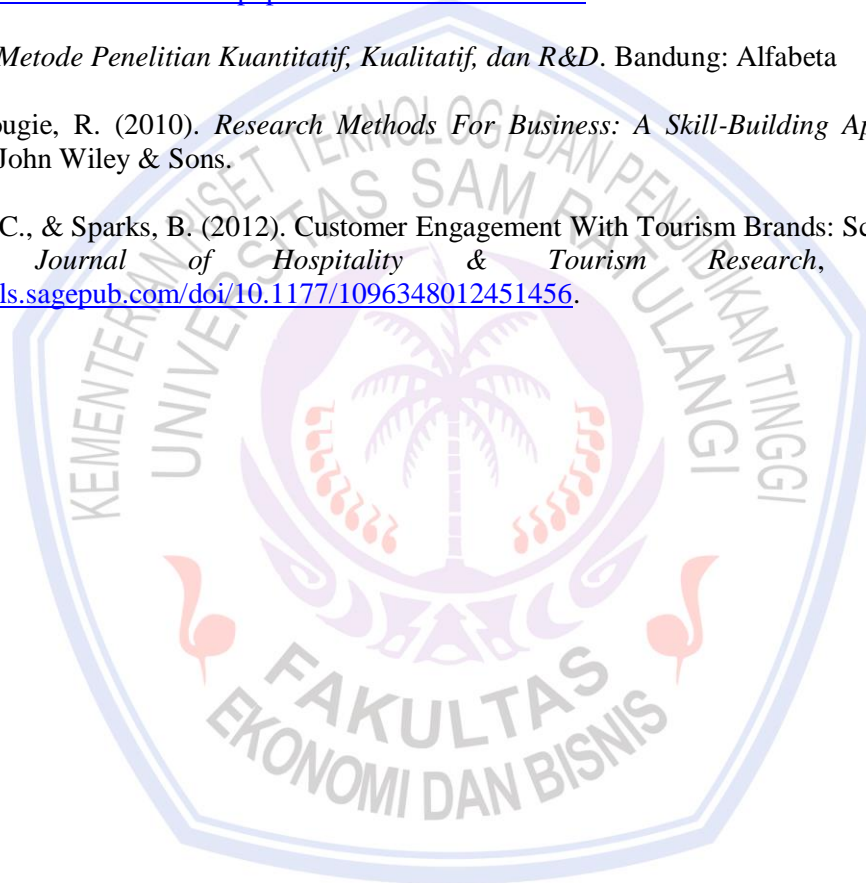 Metode Penelitian Kuantitatif, Kualitatif, dan R&D. Bandung: Alfabeta
ougie, R. (2010). Research Methods For Business: A Skill-Building Ap
John Wiley & Sons.
C., & Sparks, B. (2012). Customer Engagement With Tourism Brands: Sc
Journal of Hospitality & Tourism Research,
ls.sagepub.com/doi/10.1177/1096348012451456.
KEMENTERIAN RISET TEKNOLOGI DAN PENDIDIKAN TINGGI
UNIVERSITAS SAM RATULANGI
FAKULTAS
EKONOMI DAN BISNIS